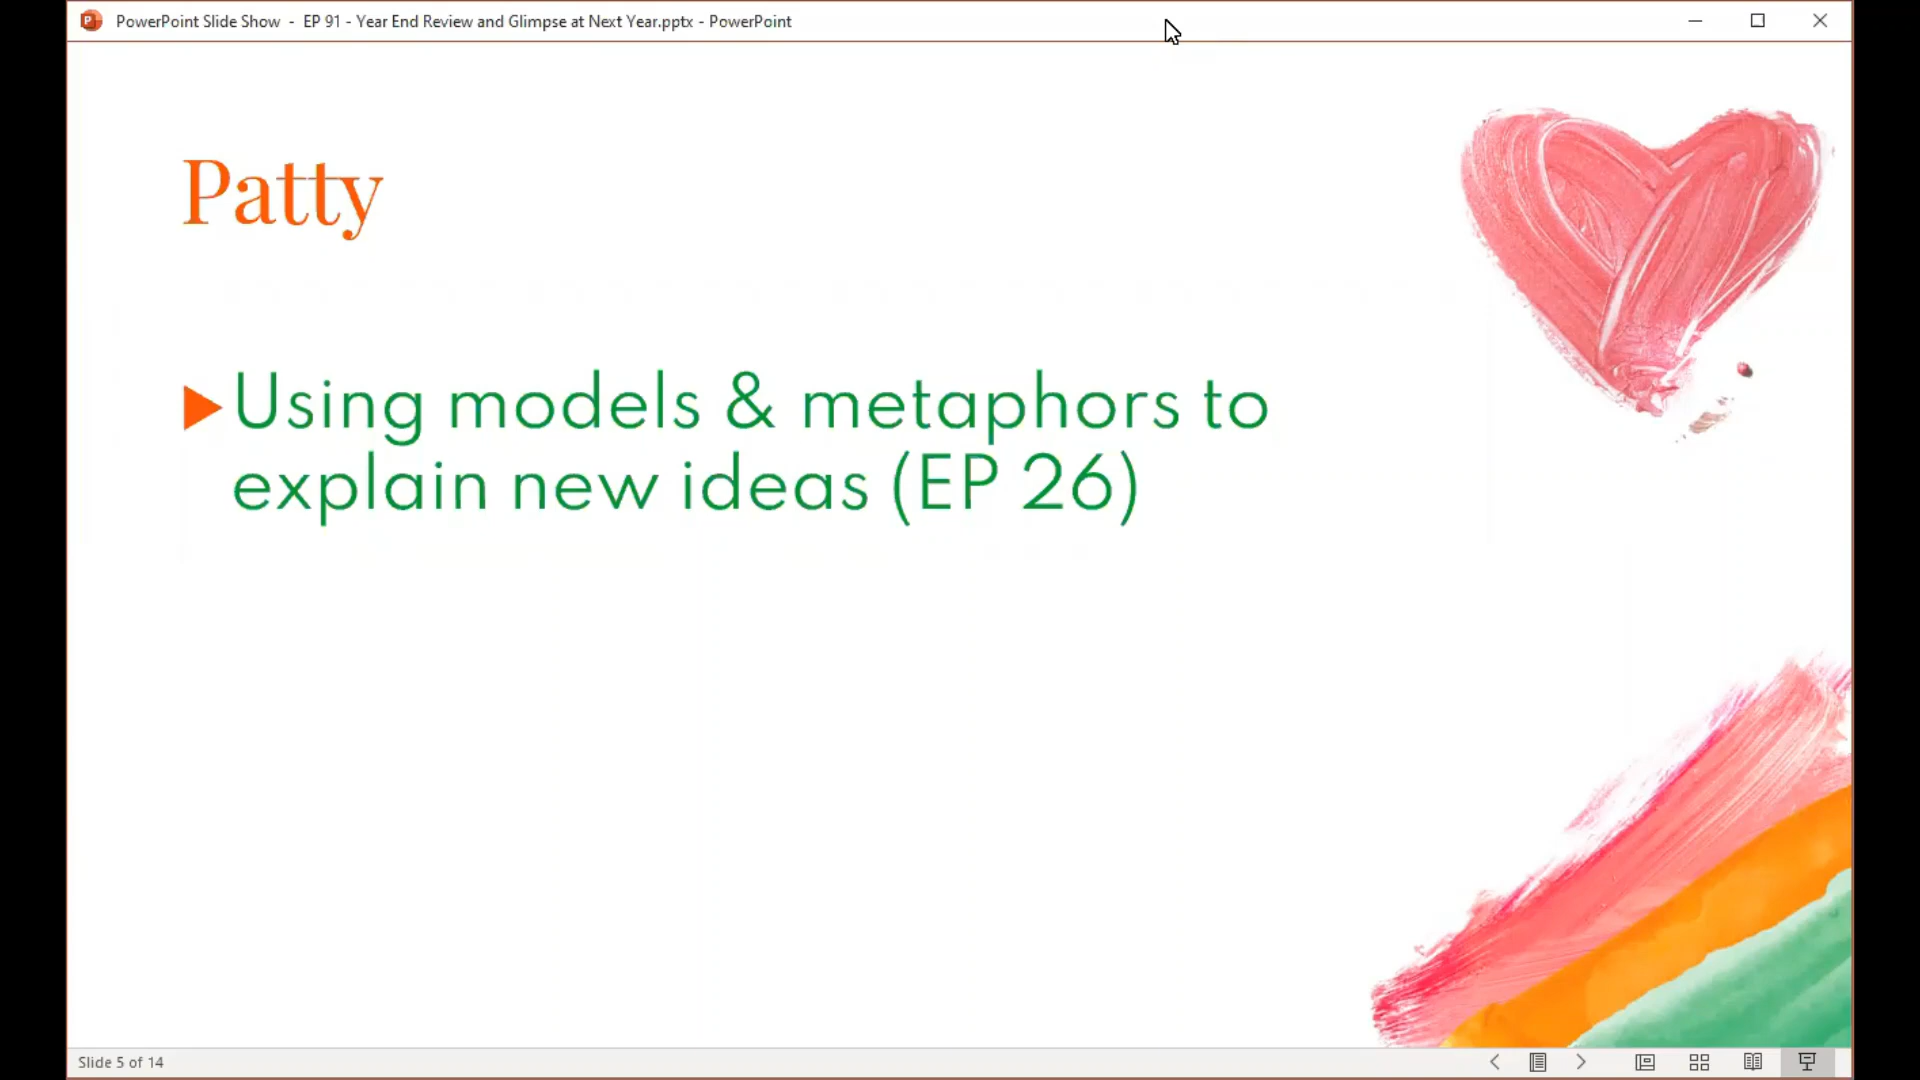 PowerPoint Slide Show - EP 91 - Year End Review and Glimpse at Next Year.pptx - PowerPoint
Patty
Using models & metaphors to
explain new ideas (EP 26)
Slide 5 of 14